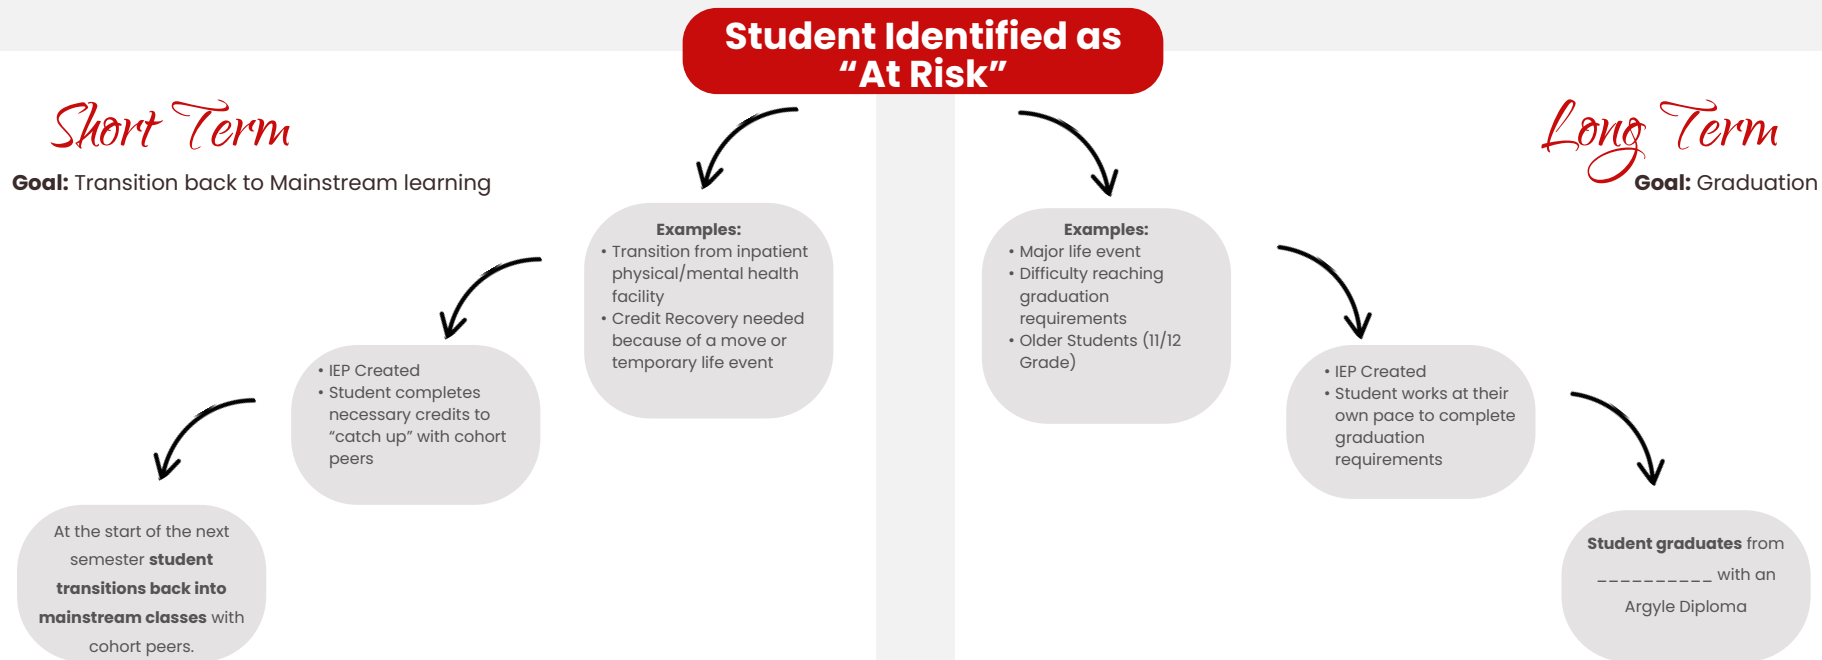 Student Identified as
“At Risk”
Short Term
Goal: Transition back to Mainstream learning
Examples:
• Transition from inpatient
physical/mental health
facility
• Credit Recovery needed
because of a move or
temporary life event
• IEP Created
• Student completes
necessary credits to
“catch up” with cohort
peers
At the start of the next
semester student
transitions back into
mainstream classes with
cohort peers.
Long Term
Goal: Graduation
Examples:
• Major life event
• Difficulty reaching
graduation
requirements
• Older Students (11/12
Grade)
• IEP Created
• Student works at their
own pace to complete
graduation
requirements
Student graduates from
__________ with an
Argyle Diploma